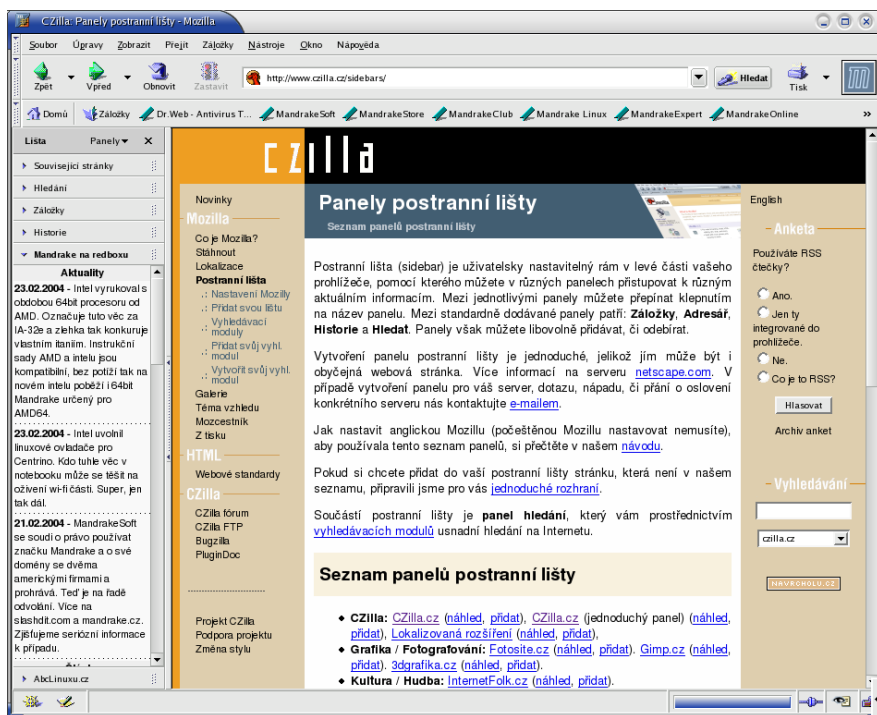 CZilla: Panely postranní lišty - Mozilla
Soubor Úpravy Zobrazit Přejít Záložky Nástroje Okno Nápověda
Zpět Vpřed Obnovit Zastavit http://www.czilla.cz/sidebars/ Hledat Tisk
Domů Záložky Dr.Web - Antivirus T... MandrakeSoft MandrakeStore MandrakeClub Mandrake Linux MandrakeExpert MandrakeOnline »
Lišta Panely
Související stránky
Hledání
Záložky
Historie
Mandrake na redboxu
Aktuality
23.02.2004 - Intel vyrukoval s
obdobou 64bit procesoru od
AMD. Označuje tuto věc za
IA-32e a zlehka tak konkuruje
vlastním itaniím. Instrukční
sady AMD a intelu jsou
kompatibilní, bez potíží tak na
novém intelu poběží i 64bit
Mandrake určený pro
AMD64.
23.02.2004 - Intel uvolnil
linuxové ovladače pro
Centrino. Kdo tuhle věc v
notebooku může se těšit na
oživení wi-fi části. Super, jen
tak dál.
21.02.2004 - MandrakeSoft
se soudi o právo používat
značku Mandrake a o své
domény se dvěma
americkými firmami a
prohrává. Teď je na řadě
odvolání. Více na
slashdit.com a mandrake.cz.
Zjišťujeme seriózní informace
k případu.
AbcLinuxu.cz
czilla
Novinky
Mozilla
Co je Mozilla?
Stáhnout
Lokalizace
Postranní lišta
.: Nastavení Mozilly
.: Přidat svou lištu
.: Vyhledávací
moduly
.: Přidat svůj vyhl.
modul
.: Vytvořit svůj vyhl.
modul
Galerie
Téma vzhledu
Mozcestník
Z tisku
HTML
Webové standardy
CZilla
CZilla fórum
CZilla FTP
Bugzilla
PluginDoc
Projekt CZilla
Podpora projektu
Změna stylu
Panely postranní lišty
Seznam panelů postranní lišty
Postranní lišta (sidebar) je uživatelsky nastavitelný rám v levé části vašeho
prohlížeče, pomocí kterého můžete v různých panelech přistupovat k různým
aktuálním informacím. Mezi jednotlivými panely můžete přepínat klepnutím
na název panelu. Mezi standardně dodávané panely patří: Záložky, Adresář,
Historie a Hledat. Panely však můžete libovolně přidávat, či odebírat.
Vytvoření panelu postranní lišty je jednoduché, jelikož jím může být i
obyčejná webová stránka. Více informací na serveru netscape.com. V
případě vytvoření panelu pro váš server, dotazu, nápadu, či přání o oslovení
konkrétního serveru nás kontaktujte e-mailem.
Jak nastavit anglickou Mozillu (počeštěnou Mozillu nastavovat nemusíte),
aby používala tento seznam panelů, si přečtěte v našem návodu.
Pokud si chcete přidat do vaší postranní lišty stránku, která není v našem
seznamu, připravili jsme pro vás jednoduché rozhraní.
Součástí postranní lišty je panel hledání, který vám prostřednictvím
vyhledávacích modulů usnadní hledání na Internetu.
Seznam panelů postranní lišty
CZilla: CZilla.cz (náhled, přidat), CZilla.cz (jednoduchý panel) (náhled,
přidat), Lokalizovaná rozšíření (náhled, přidat),
Grafika / Fotografování: Fotosite.cz (náhled, přidat). Gimp.cz (náhled,
přidat). 3dgrafika.cz (náhled, přidat).
Kultura / Hudba: InternetFolk.cz (náhled, přidat).
English
Anketa
Používáte RSS
čtečky?
Ano.
Jen ty
integrované do
prohlížeče.
Ne.
Co je to RSS?
Hlasovat
Archiv anket
Vyhledávání
czilla.cz
NAVRCHOLU.CZ